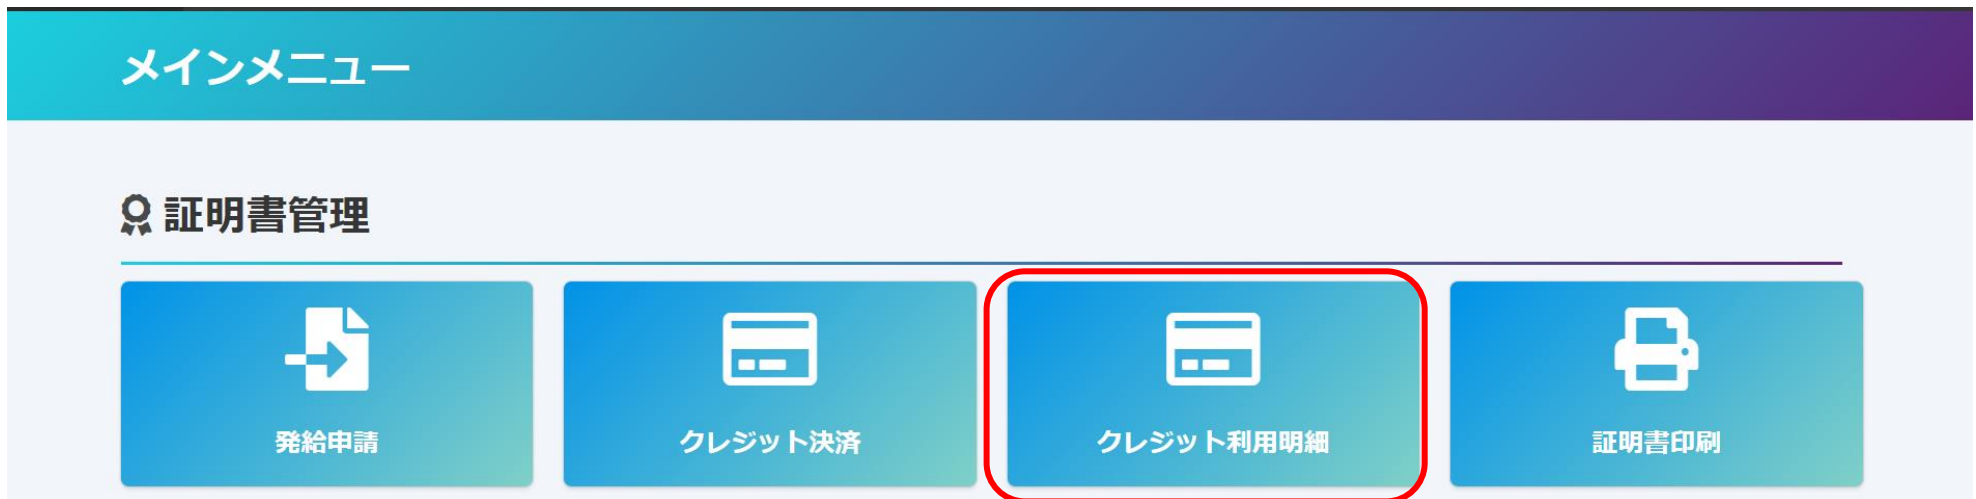 メインメニュー
証明書管理
発給申請
クレジット決済
クレジット利用明細
証明書印刷